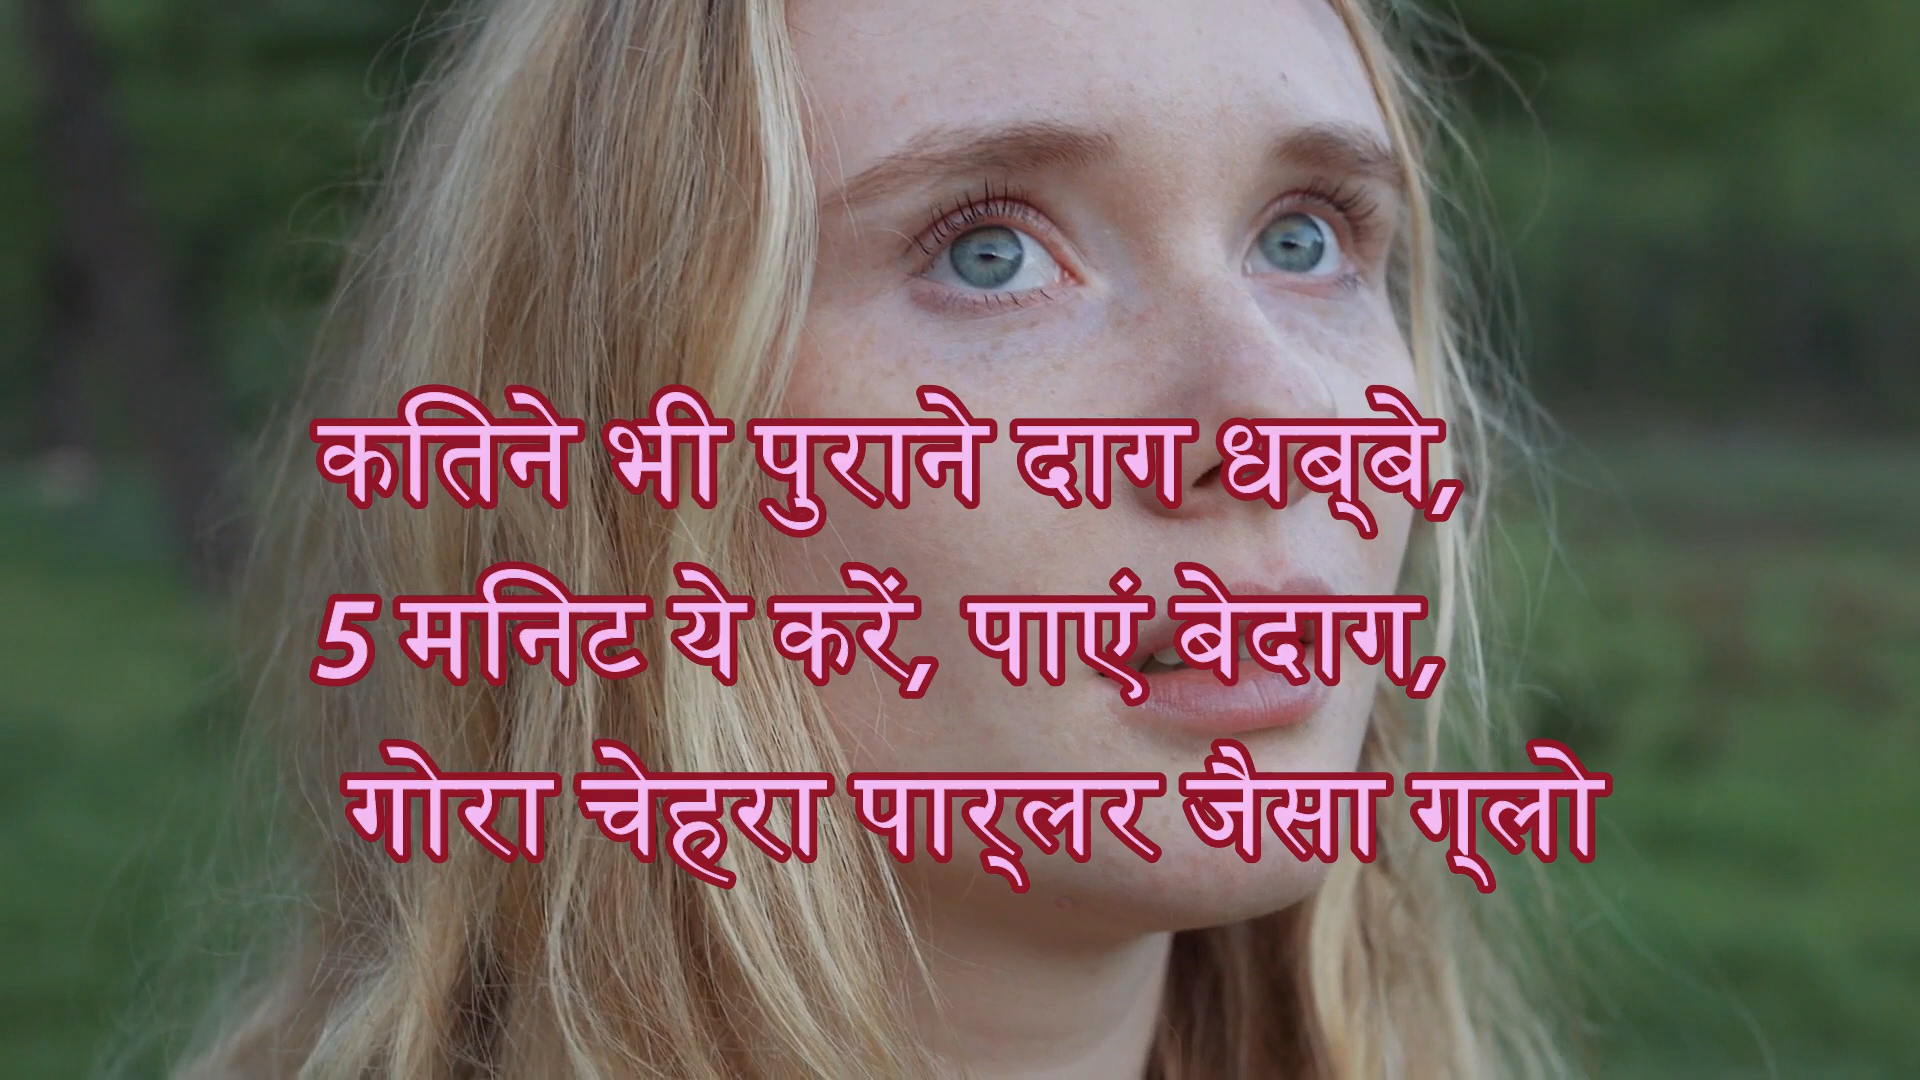 कतिने भी पुराने दाग धब्‌बे,
5 मनिट ये करें, पाएं बेदाग,
गोरा चेहरा पार्‌लर जैसा ग्‌लो